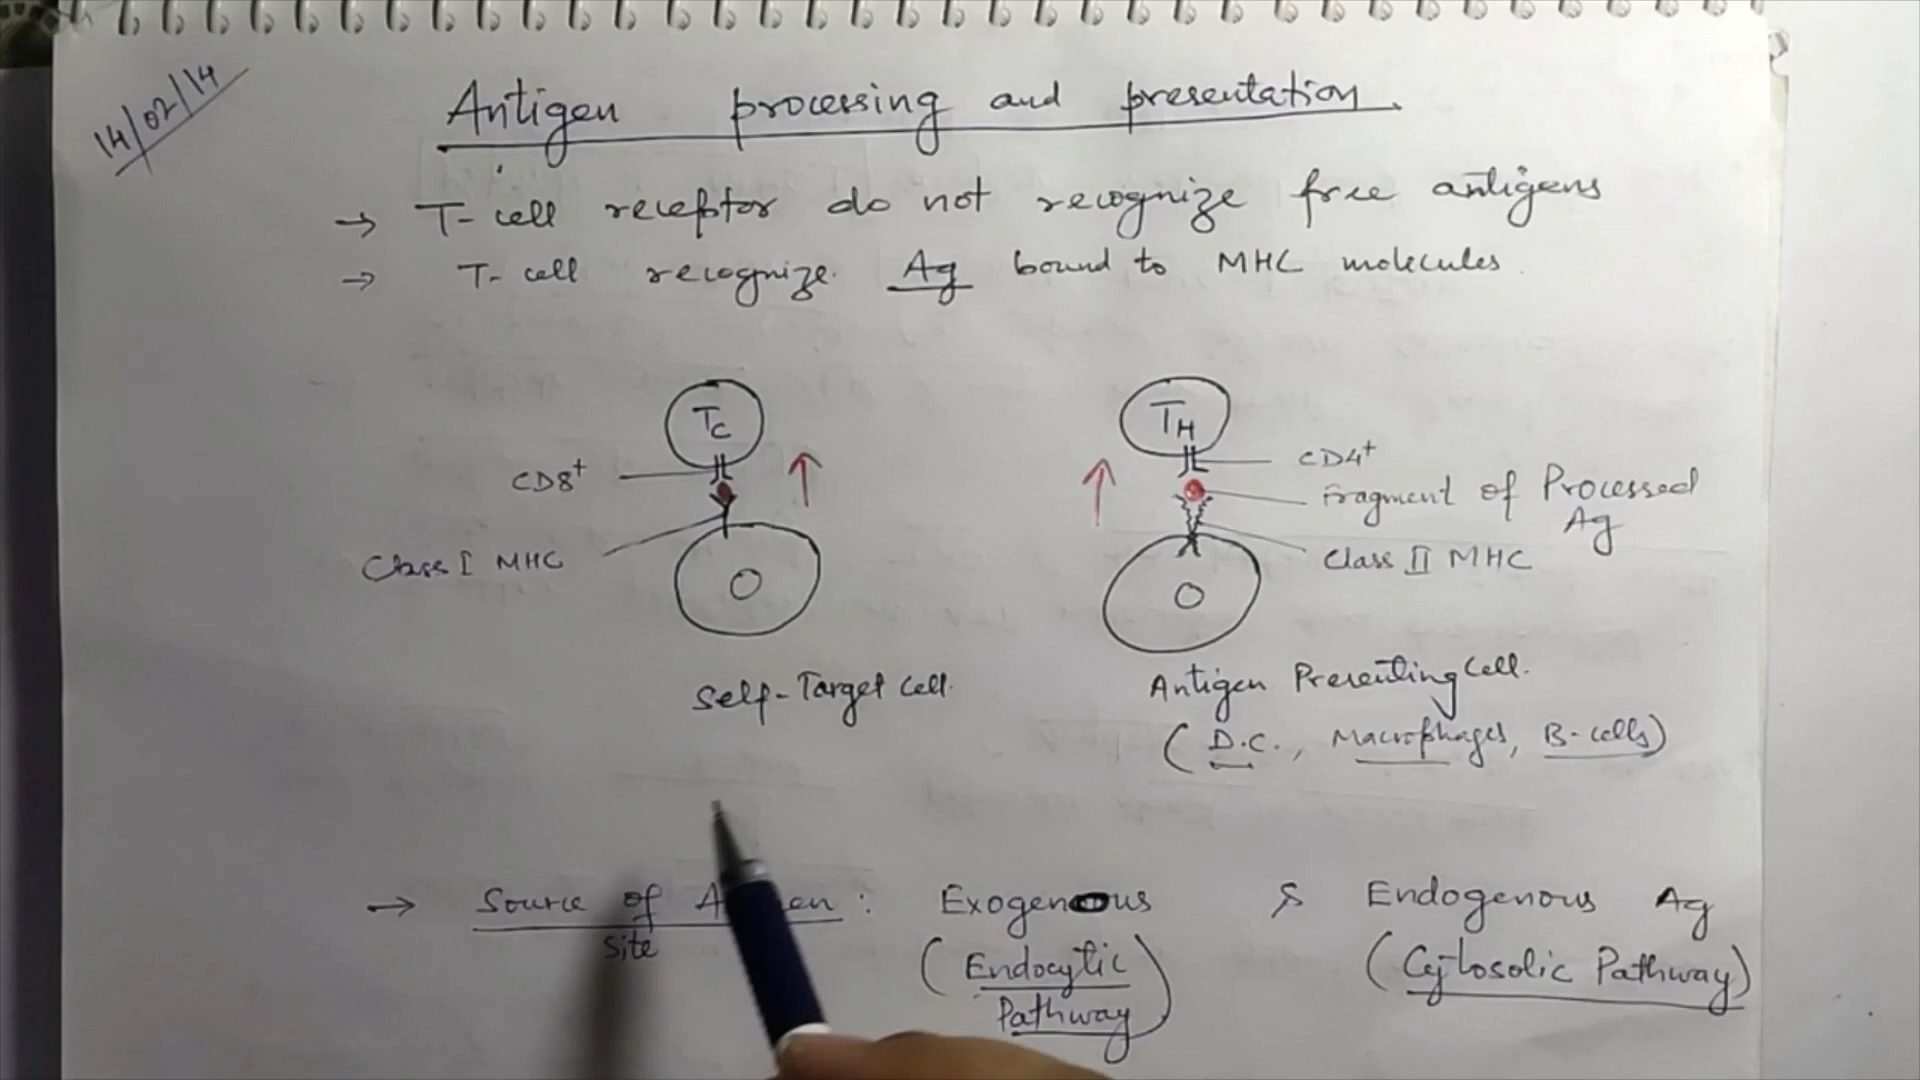 14/02/14
Antigen processing and presentation.
→ T-cell receptor do not recognize free antigens
→ T-cell recognize Ag bound to MHC molecules.
Tc
TH
CD8+
CD4+
Fragment of Processed
Ag
Class I MHC
Class II MHC
Self-Target cell.
Antigen Presenting Cell.
(D.C., Macrophages, B-cells)
→ Source of : Exogenous & Endogenous Ag
site
(Endocytic
Pathway)
(Cytosolic Pathway)